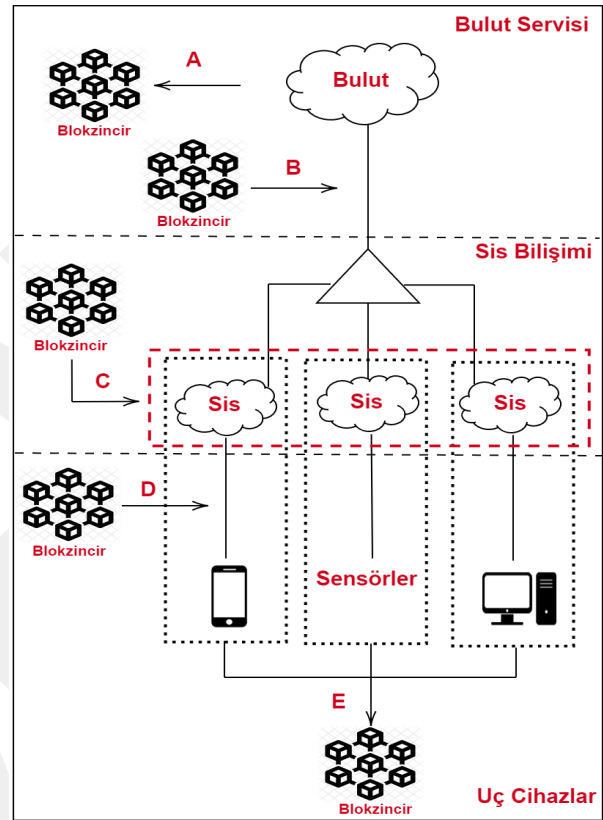 Bulut Servisi
A
Bulut
Blokzincir
B
Blokzincir
Sis Bilişimi
Blokzincir
C
Sis
Sis
Sis
D
Blokzincir
Sensörler
E
Blokzincir
Uç Cihazlar